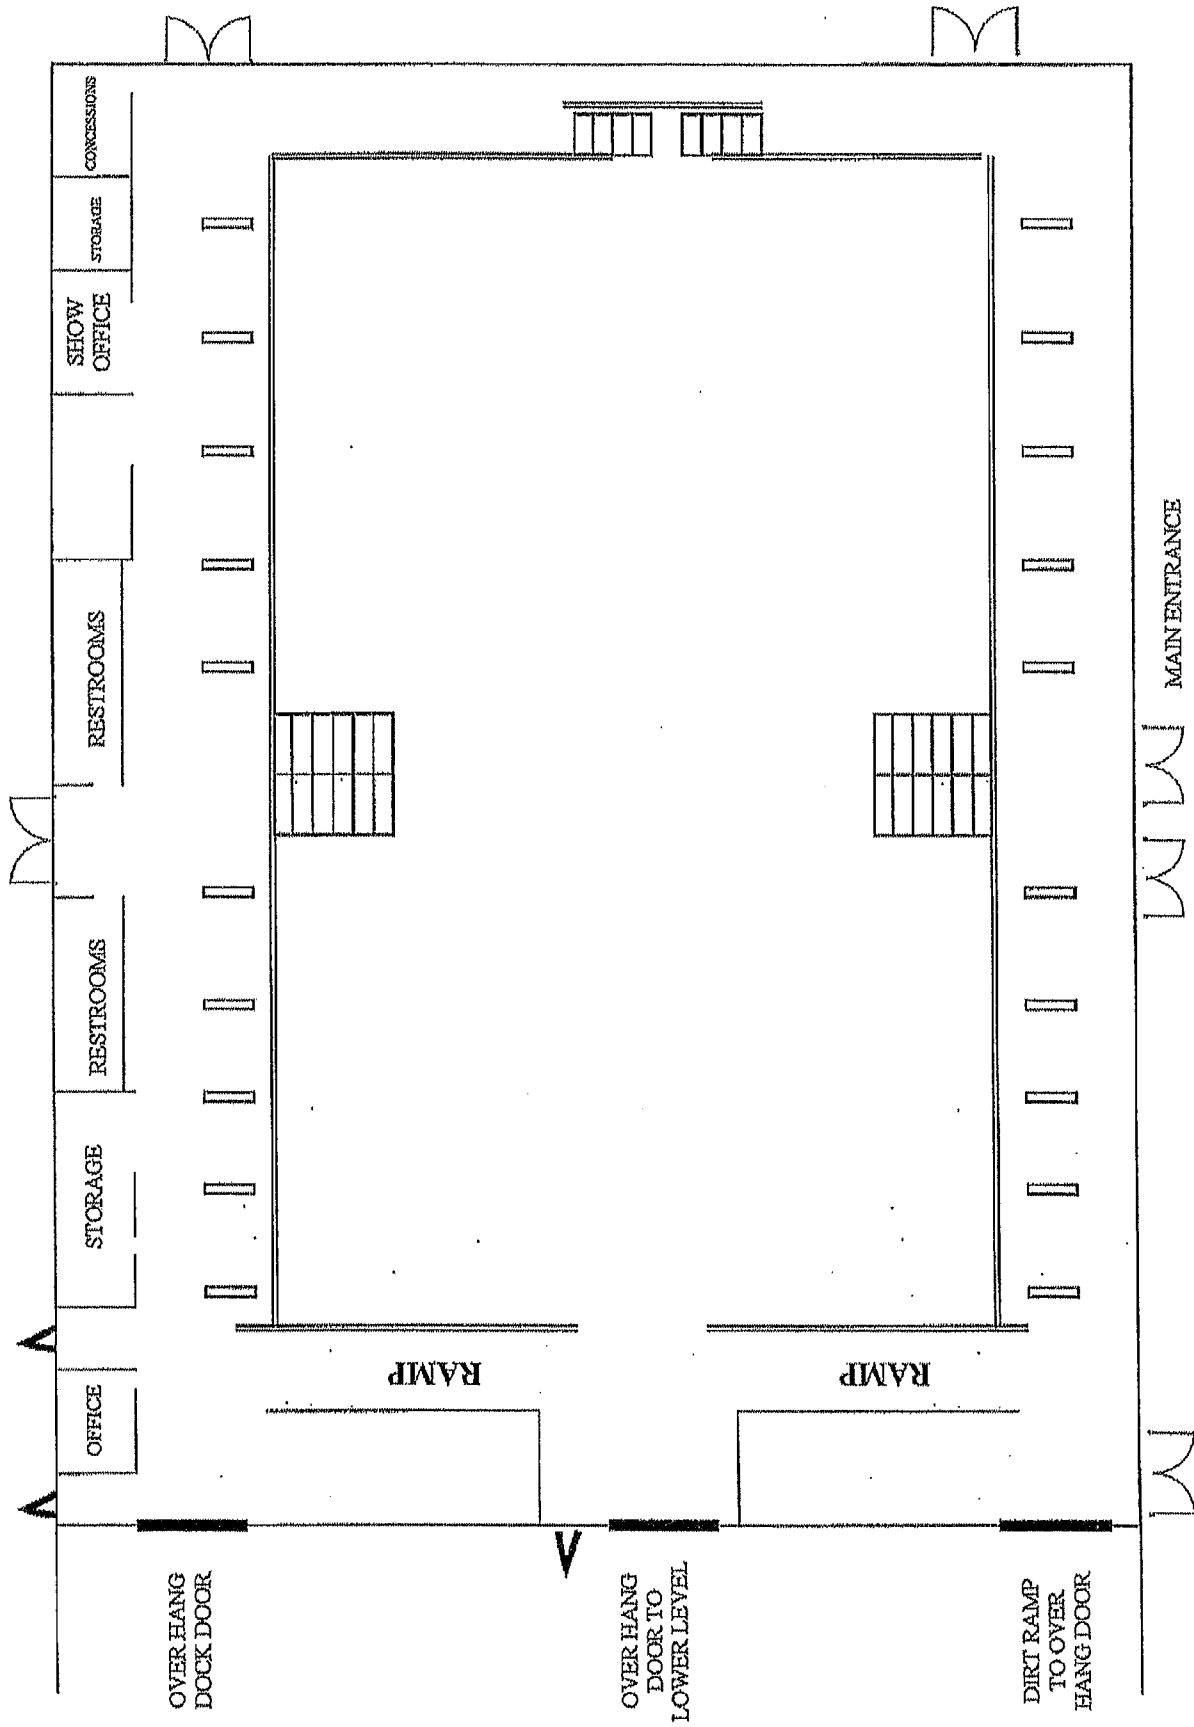 CONCESSIONS
STORAGE
SHOW
OFFICE
RESTROOMS
RESTROOMS
STORAGE
OFFICE
RAMP
RAMP
MAIN ENTRANCE
OVER HANG
DOCK DOOR
OVER HANG
DOOR TO
LOWER LEVEL
DIRT RAMP
TO OVER
HANG DOOR